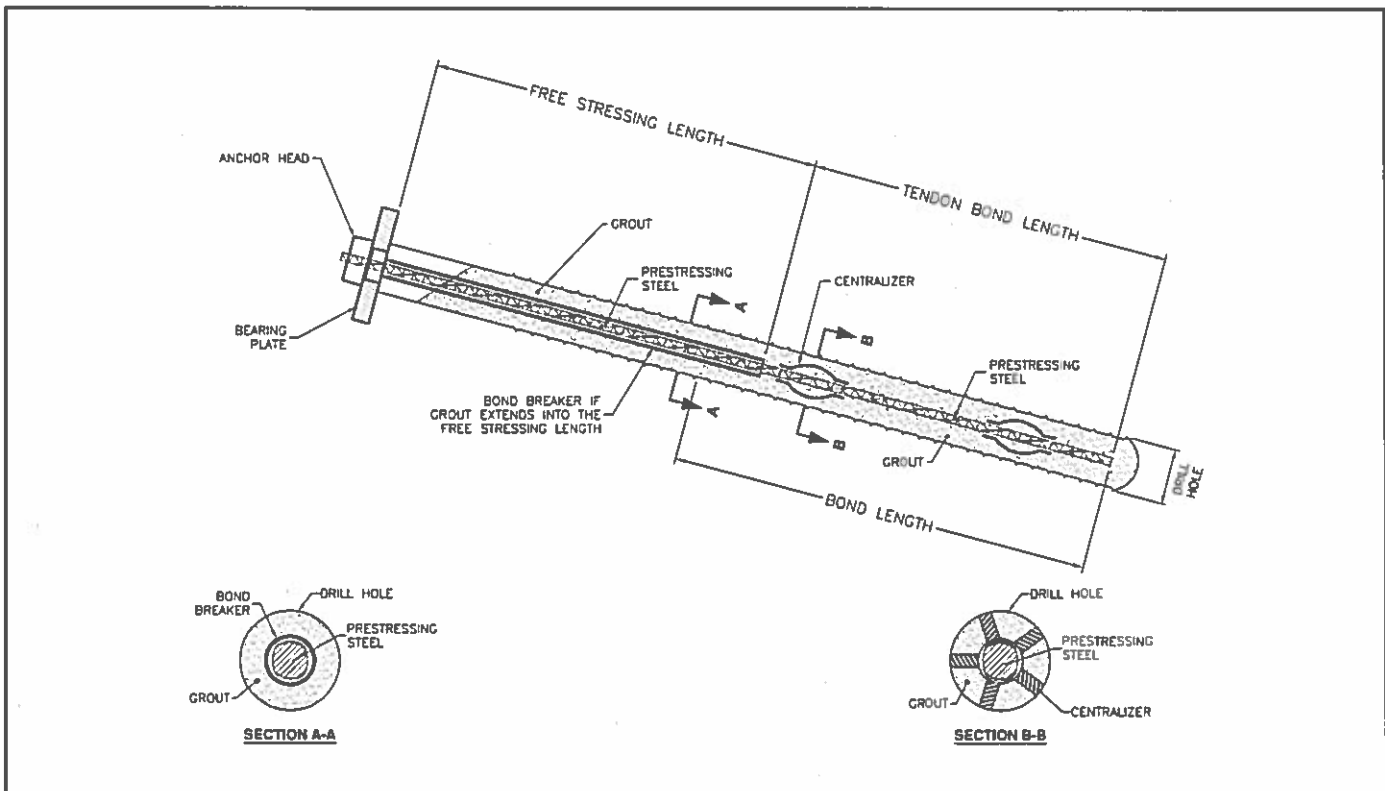 FREE STRESSING LENGTH
ANCHOR HEAD
TENDON BOND LENGTH
GROUT
PRESTRESSING
STEEL
CENTRALIZER
A
B
BEARING
PLATE
PRESTRESSING
STEEL
BOND BREAKER IF
GROUT EXTENDS INTO THE
FREE STRESSING LENGTH
A
B
GROUT
DRILL
HOLE
BOND LENGTH
BOND
BREAKER
DRILL HOLE
PRESTRESSING
STEEL
GROUT
SECTION A-A
DRILL HOLE
PRESTRESSING
STEEL
GROUT
CENTRALIZER
SECTION B-B